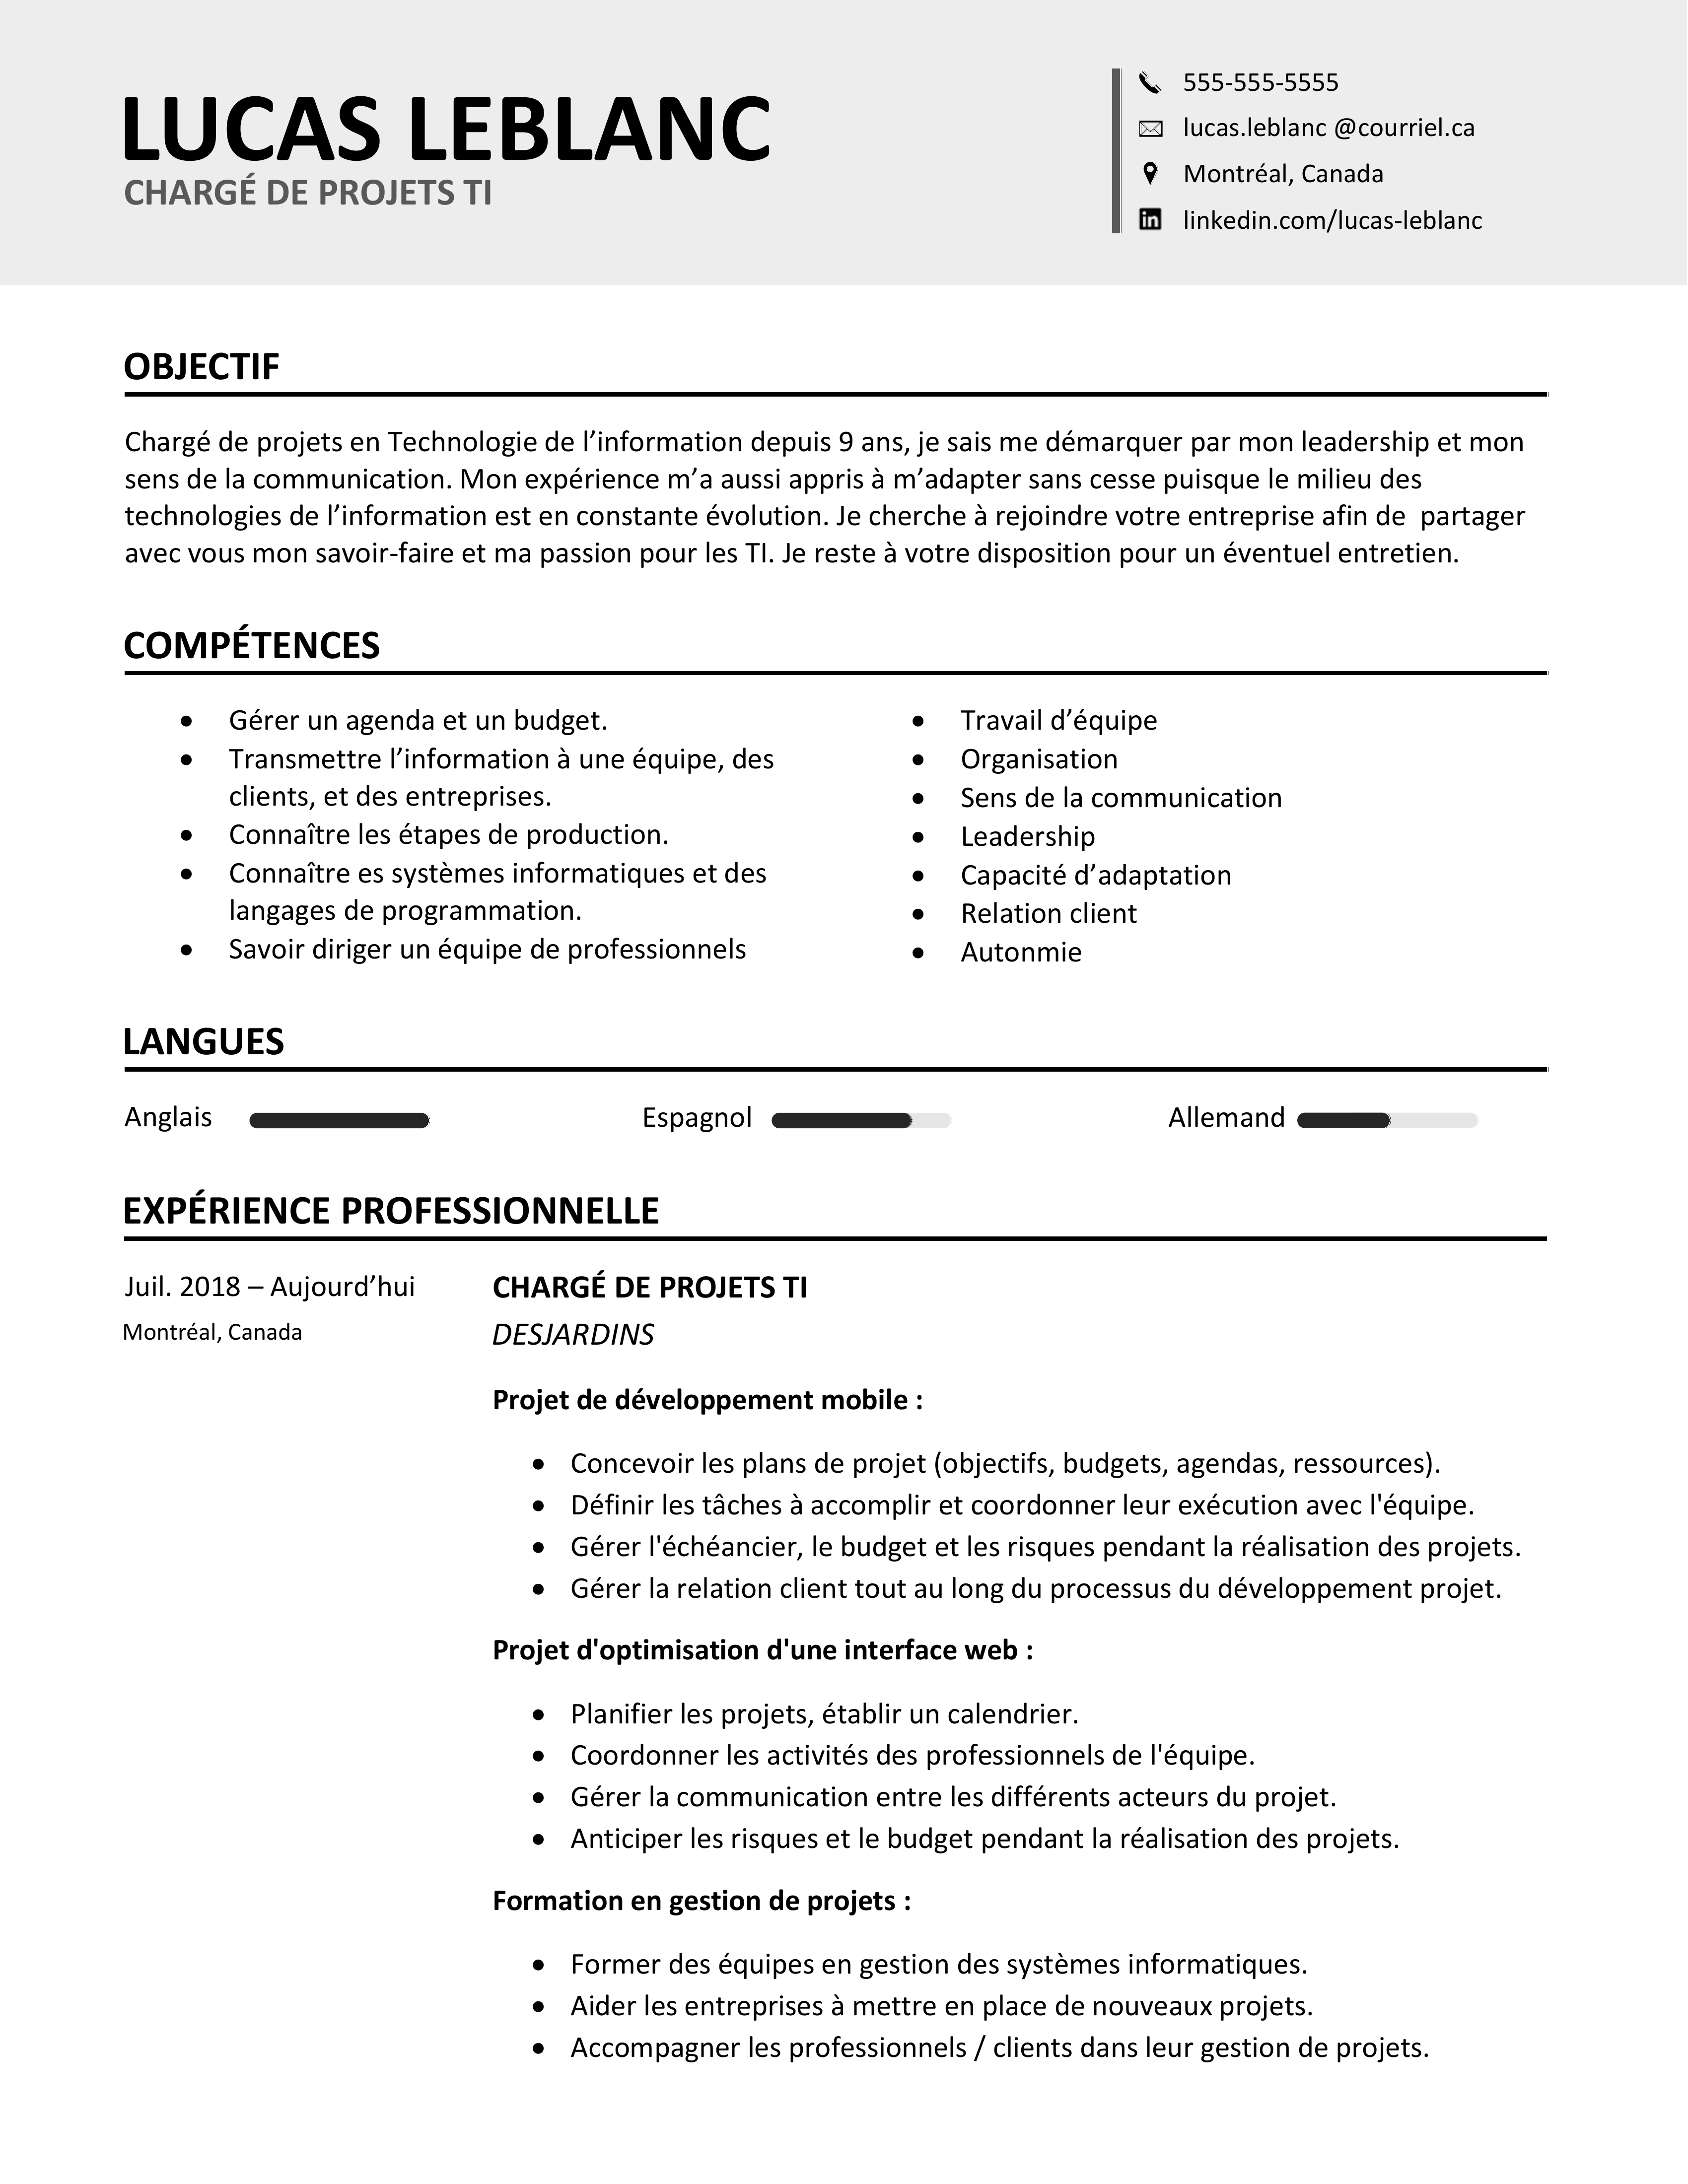 LUCAS LEBLANC
CHARGÉ DE PROJETS TI
555-555-5555
lucas.leblanc @courriel.ca
Montréal, Canada
in linkedin.com/lucas-leblanc
OBJECTIF
Chargé de projets en Technologie de l’information depuis 9 ans, je sais me démarquer par mon leadership et mon
sens de la communication. Mon expérience m’a aussi appris à m’adapter sans cesse puisque le milieu des
technologies de l’information est en constante évolution. Je cherche à rejoindre votre entreprise afin de  partager
avec vous mon savoir-faire et ma passion pour les TI. Je reste à votre disposition pour un éventuel entretien.
COMPÉTENCES
• Gérer un agenda et un budget.
• Transmettre l’information à une équipe, des
clients, et des entreprises.
• Connaître les étapes de production.
• Connaître es systèmes informatiques et des
langages de programmation.
• Savoir diriger un équipe de professionnels
• Travail d’équipe
• Organisation
• Sens de la communication
• Leadership
• Capacité d’adaptation
• Relation client
• Autonmie
LANGUES
Anglais
Espagnol
Allemand
EXPÉRIENCE PROFESSIONNELLE
Juil. 2018 – Aujourd’hui
Montréal, Canada
CHARGÉ DE PROJETS TI
DESJARDINS
Projet de développement mobile :
• Concevoir les plans de projet (objectifs, budgets, agendas, ressources).
• Définir les tâches à accomplir et coordonner leur exécution avec l'équipe.
• Gérer l'échéancier, le budget et les risques pendant la réalisation des projets.
• Gérer la relation client tout au long du processus du développement projet.
Projet d'optimisation d'une interface web :
• Planifier les projets, établir un calendrier.
• Coordonner les activités des professionnels de l'équipe.
• Gérer la communication entre les différents acteurs du projet.
• Anticiper les risques et le budget pendant la réalisation des projets.
Formation en gestion de projets :
• Former des équipes en gestion des systèmes informatiques.
• Aider les entreprises à mettre en place de nouveaux projets.
• Accompagner les professionnels / clients dans leur gestion de projets.